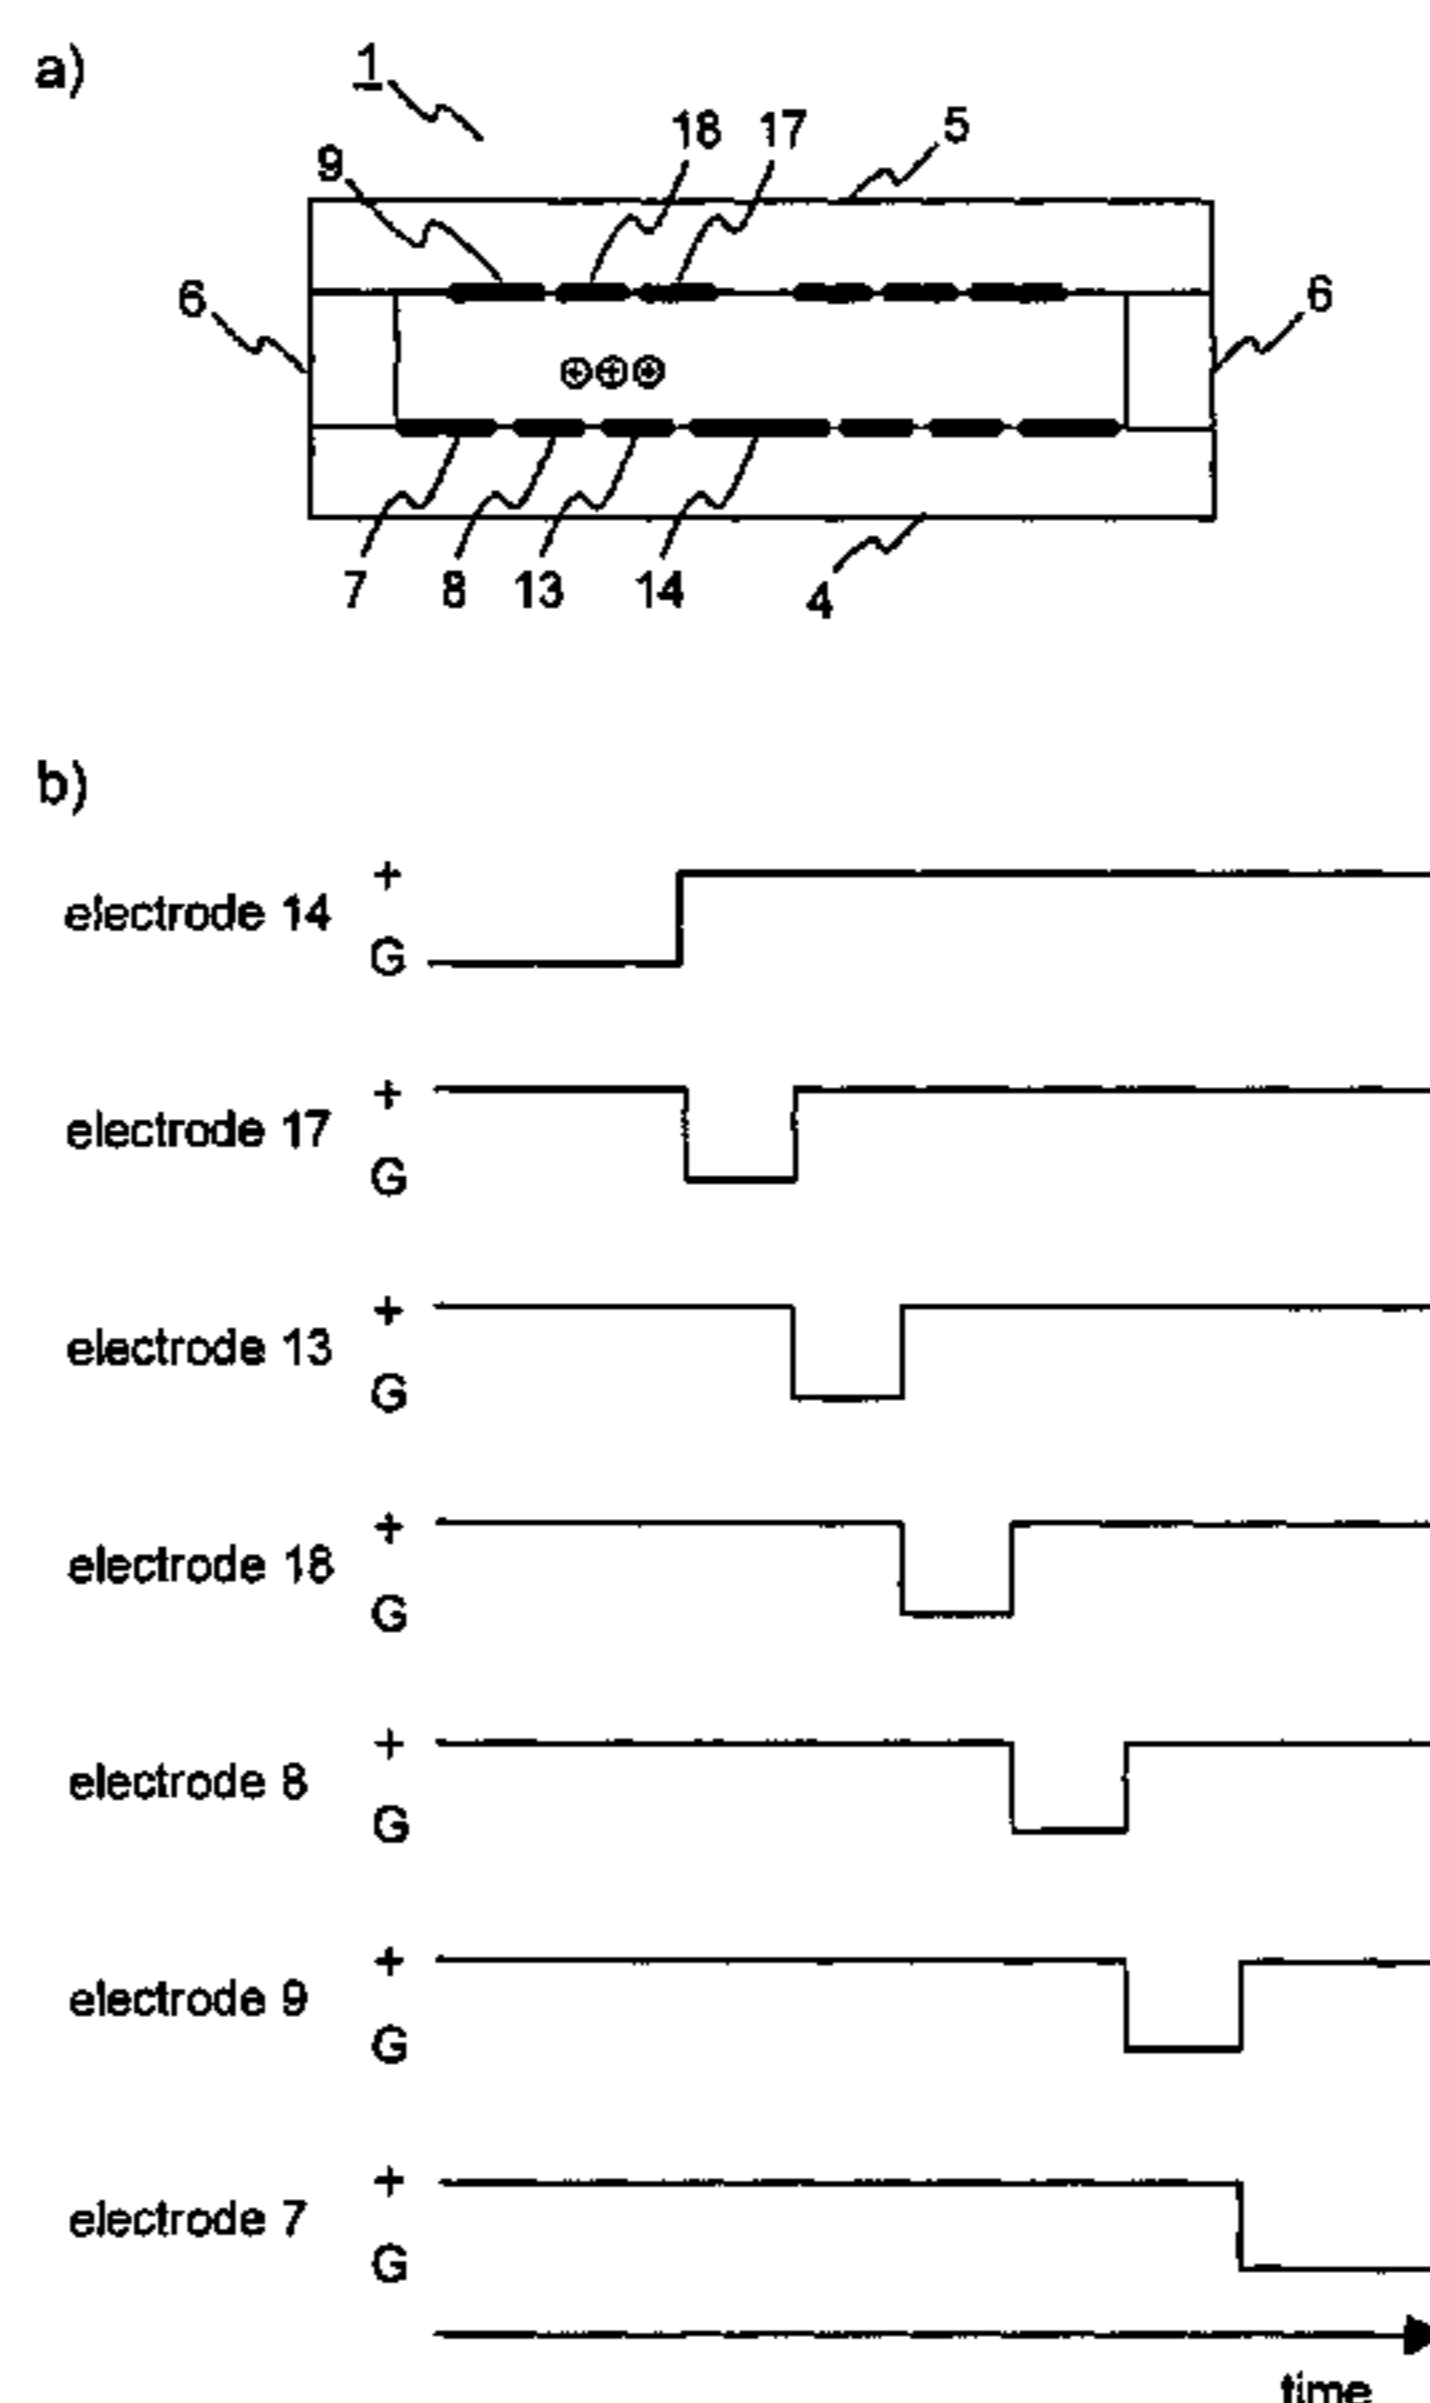 a)
1
18 17 5
9
6 6
7 8 13 14 4
b)
+
electrode 14
G
+
electrode 17
G
+
electrode 13
G
+
electrode 18
G
+
electrode 8
G
+
electrode 9
G
+
electrode 7
G
time